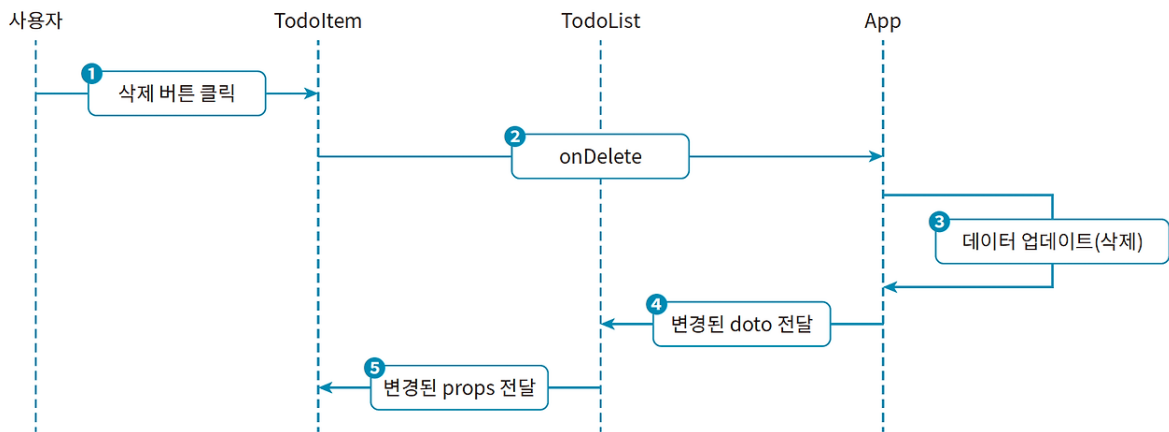 사용자 TodoItem TodoList App
1 삭제 버튼 클릭
2 onDelete
3 데이터 업데이트(삭제)
4 변경된 doto 전달
5 변경된 props 전달